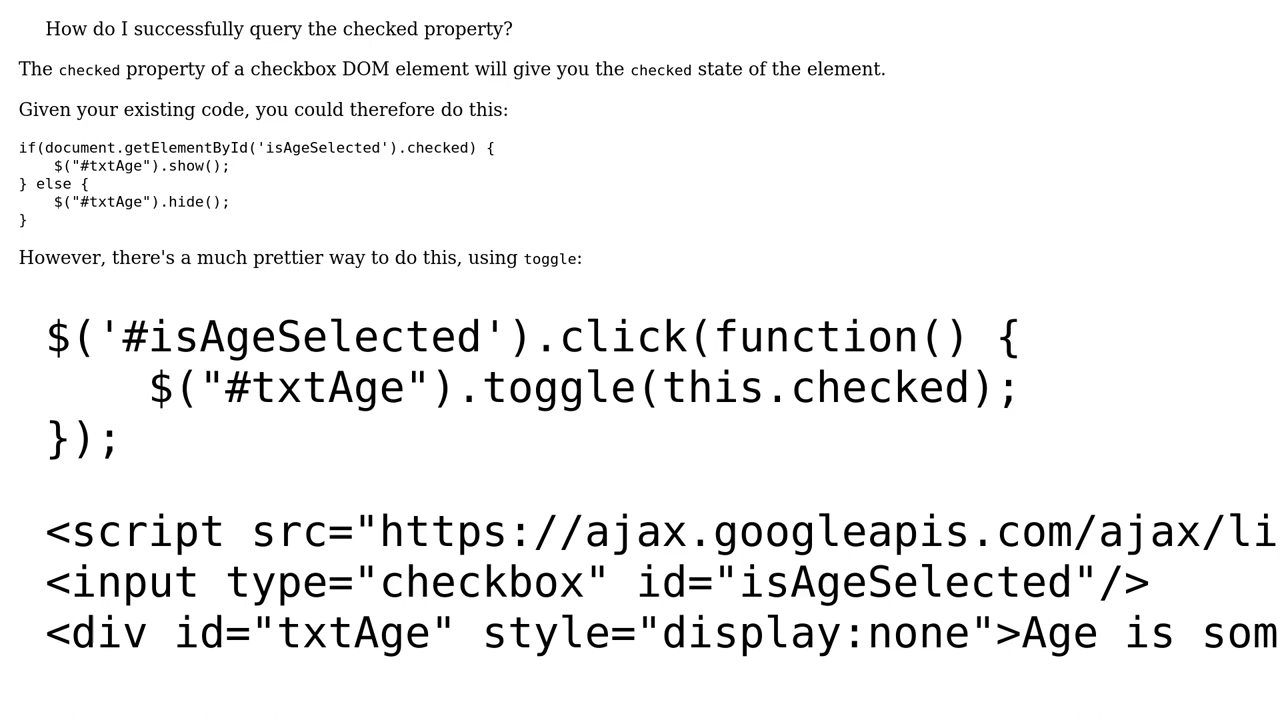 How do I successfully query the checked property?
The checked property of a checkbox DOM element will give you the checked state of the element.
Given your existing code, you could therefore do this:
if(document.getElementById('isAgeSelected').checked) {
    $("#txtAge").show();
} else {
    $("#txtAge").hide();
}
However, there's a much prettier way to do this, using toggle:
$('#isAgeSelected').click(function() {
    $("#txtAge").toggle(this.checked);
});
<script src="https://ajax.googleapis.com/ajax/li
<input type="checkbox" id="isAgeSelected"/>
<div id="txtAge" style="display:none">Age is som